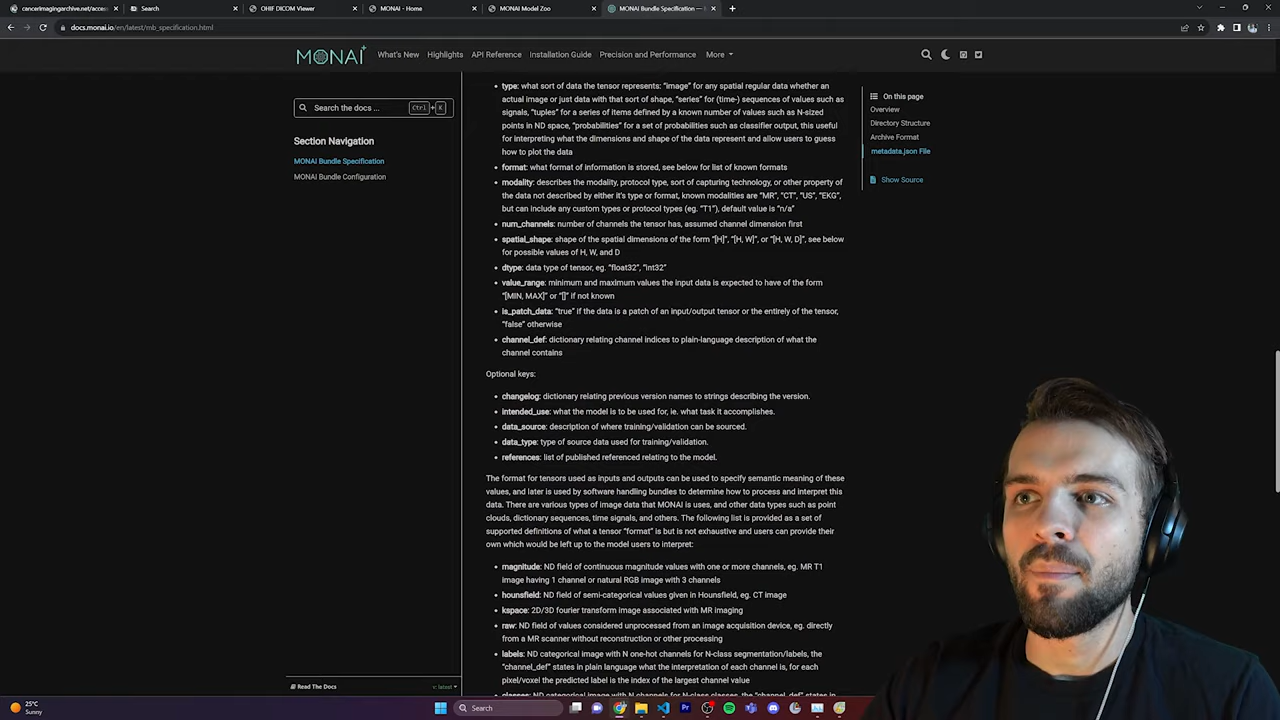 cancerimagingarchive.net/access
Search
OHIF DICOM Viewer
MONAI - Home
MONAI Model Zoo
MONAI Bundle Specification —
docs.monai.io/en/latest/mb_specification.html
MONAI
What's New
Highlights
API Reference
Installation Guide
Precision and Performance
More
Search the docs ...
Ctrl + K
Section Navigation
MONAI Bundle Specification
MONAI Bundle Configuration
type: what sort of data the tensor represents: "image" for any spatial regular data whether an
actual image or just data with that sort of shape, "series" for (time-) sequences of values such as
signals, "tuples" for a series of items defined by a known number of values such as N-sized
points in ND space, "probabilities" for a set of probabilities such as classifier output, this useful
for interpreting what the dimensions and shape of the data represent and allow users to guess
how to plot the data
format: what format of information is stored, see below for list of known formats
modality: describes the modality, protocol type, sort of capturing technology, or other property of
the data not described by either it's type or format, known modalities are "MR", "CT", "US", "EKG",
but can include any custom types or protocol types (eg. "T1"), default value is "n/a"
num_channels: number of channels the tensor has, assumed channel dimension first
spatial_shape: shape of the spatial dimensions of the form "[H]", "[H, W]", or "[H, W, D]", see below
for possible values of H, W, and D
dtype: data type of tensor, eg. "float32", "int32"
value_range: minimum and maximum values the input data is expected to have of the form
"[MIN, MAX]" or "[]" if not known
is_patch_data: "true" if the data is a patch of an input/output tensor or the entirely of the tensor,
"false" otherwise
channel_def: dictionary relating channel indices to plain-language description of what the
channel contains
Optional keys:
changelog: dictionary relating previous version names to strings describing the version.
intended_use: what the model is to be used for, ie. what task it accomplishes.
data_source: description of where training/validation can be sourced.
data_type: type of source data used for training/validation.
references: list of published referenced relating to the model.
The format for tensors used as inputs and outputs can be used to specify semantic meaning of these
values, and later is used by software handling bundles to determine how to process and interpret this
data. There are various types of image data that MONAI is uses, and other data types such as point
clouds, dictionary sequences, time signals, and others. The following list is provided as a set of
supported definitions of what a tensor "format" is but is not exhaustive and users can provide their
own which would be left up to the model users to interpret:
magnitude: ND field of continuous magnitude values with one or more channels, eg. MR T1
image having 1 channel or natural RGB image with 3 channels
hounsfield: ND field of semi-categorical values given in Hounsfield, eg. CT image
kspace: 2D/3D fourier transform image associated with MR imaging
raw: ND field of values considered unprocessed from an image acquisition device, eg. directly
from a MR scanner without reconstruction or other processing
labels: ND categorical image with N one-hot channels for N-class segmentation/labels, the
"channel_def" states in plain language what the interpretation of each channel is, for each
pixel/voxel the predicted label is the index of the largest channel value
classes: ND categorical image with N channels for N-class classes, the "channel_def" states in
On this page
Overview
Directory Structure
Archive Format
metadata.json File
Show Source
Read The Docs
latest
25°C
Sunny
Search